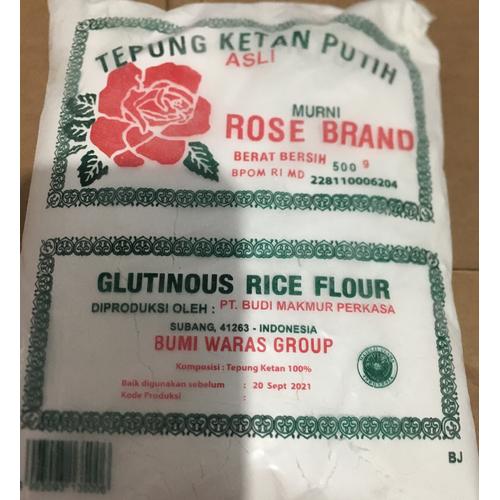 TEPUNG KETAN PUTIH
ASLI
MURNI
ROSE BRAND
BERAT BERSIH 500 g
BPOM RI MD 228110006204
GLUTINOUS RICE FLOUR
DIPRODUKSI OLEH : PT. BUDI MAKMUR PERKASA
SUBANG, 41263 - INDONESIA
BUMI WARAS GROUP
Komposisi : Tepung Ketan 100%
Baik digunakan sebelum : 20 Sept 2021
Kode Produksi :
BJ